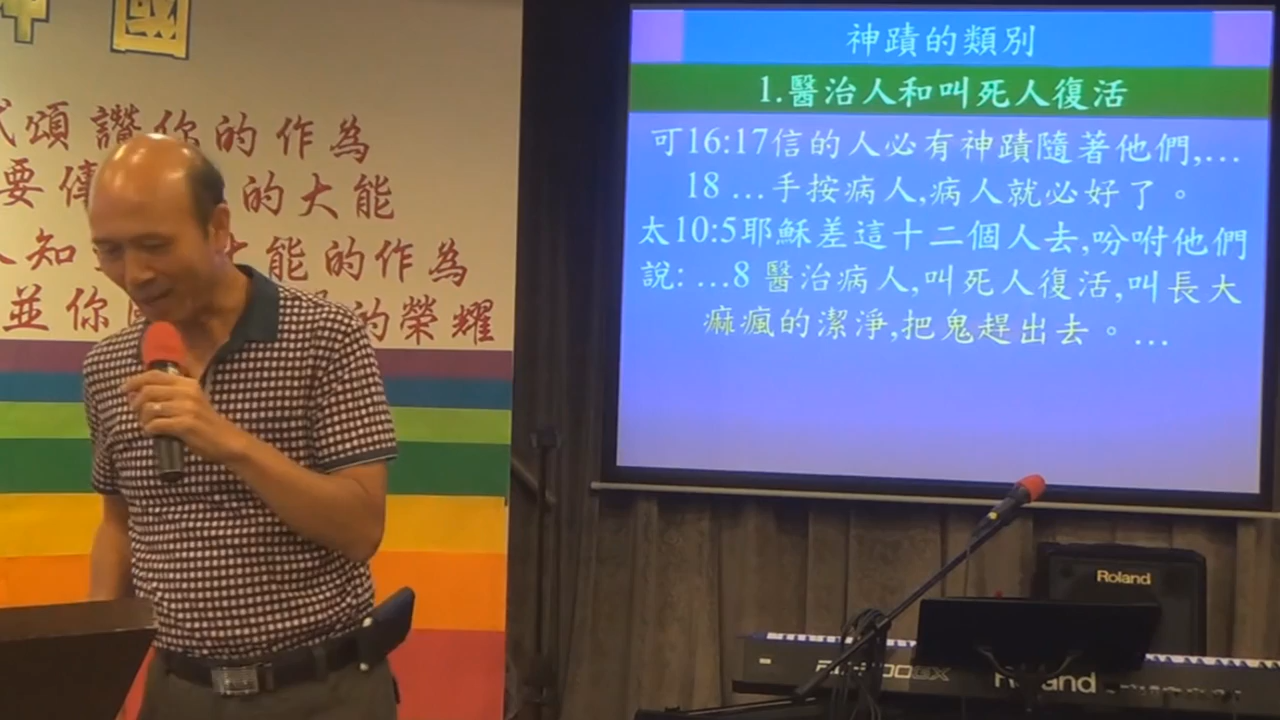 神國
頌讚你的作為
要傳 的大能
人知 大能的作為
並你國 的榮耀
神蹟的類別
1.醫治人和叫死人復活
可16:17信的人必有神蹟隨著他們,…
18 …手按病人,病人就必好了。
太10:5耶穌差這十二個人去,吩咐他們
說: …8 醫治病人,叫死人復活,叫長大
痲瘋的潔淨,把鬼趕出去。…
Roland
Roland